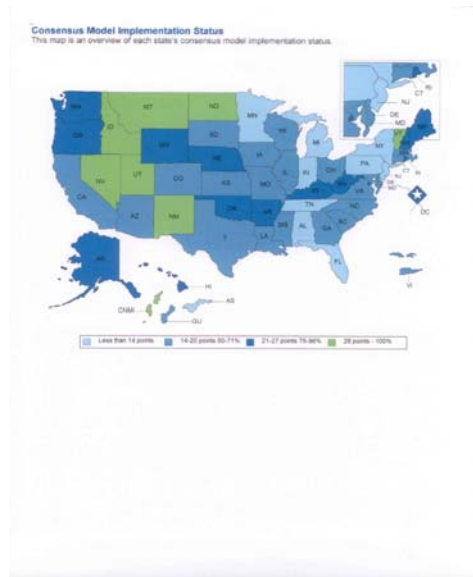 Consensus Model Implementation Status
This map is an overview of each state's consensus model implementation status.
RI
CT
NJ
DE
MD
WA
MT
ND
MN
OR
ID
WY
SD
WI
MI
NY
VT
NV
UT
CO
NE
IA
IL
IN
OH
PA
CA
KS
MO
KY
WV
VA
AZ
NM
OK
AR
TN
NC
SC
MS
AL
GA
LA
FL
DC
AK
HI
AS
CNMI
GU
VI
Less than 14 points 14-20 points 50-71% 21-27 points 75-96% 28 points - 100%